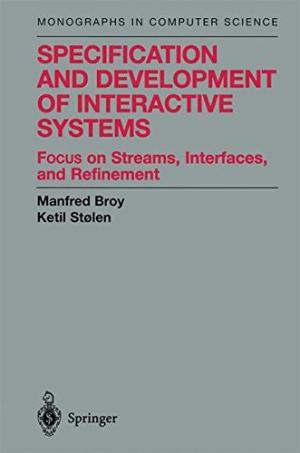 MONOGRAPHS IN COMPUTER SCIENCE
SPECIFICATION
AND DEVELOPMENT
OF INTERACTIVE
SYSTEMS
FOCUS on Streams, Interfaces,
and Refinement
Manfred Broy
Ketil Stølen
Springer